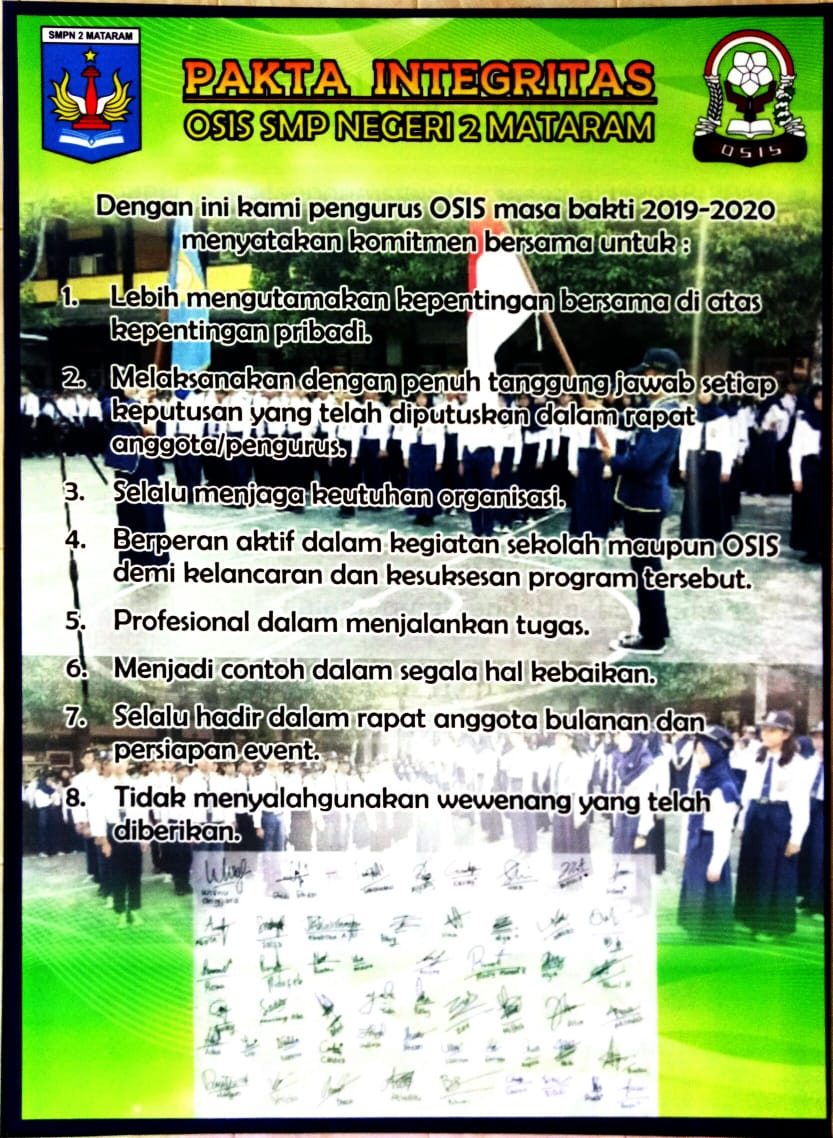 SMPN 2 MATARAM
PAKTA INTEGRITAS
OSIS SMP NEGERI 2 MATARAM
OSIS
Dengan ini kami pengurus OSIS masa bakti 2019-2020
menyatakan komitmen bersama untuk :
1. Lebih mengutamakan kepentingan bersama di atas
kepentingan pribadi.
2. Melaksanakan dengan penuh tanggung jawab setiap
keputusan yang telah diputuskan dalam rapat
anggota/pengurus.
3. Selalu menjaga keutuhan organisasi.
4. Berperan aktif dalam kegiatan sekolah maupun OSIS
demi kelancaran dan kesuksesan program tersebut.
5. Profesional dalam menjalankan tugas.
6. Menjadi contoh dalam segala hal kebaikan.
7. Selalu hadir dalam rapat anggota bulanan dan
persiapan event.
8. Tidak menyalahgunakan wewenang yang telah
diberikan.